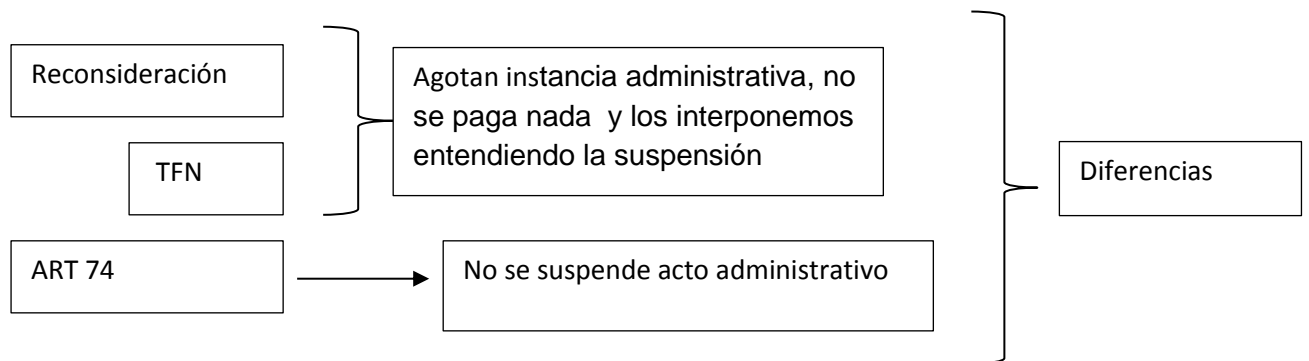 Reconsideración
TFN
Agotan instancia administrativa, no
se paga nada y los interponemos
entendiendo la suspensión
ART 74
No se suspende acto administrativo
Diferencias